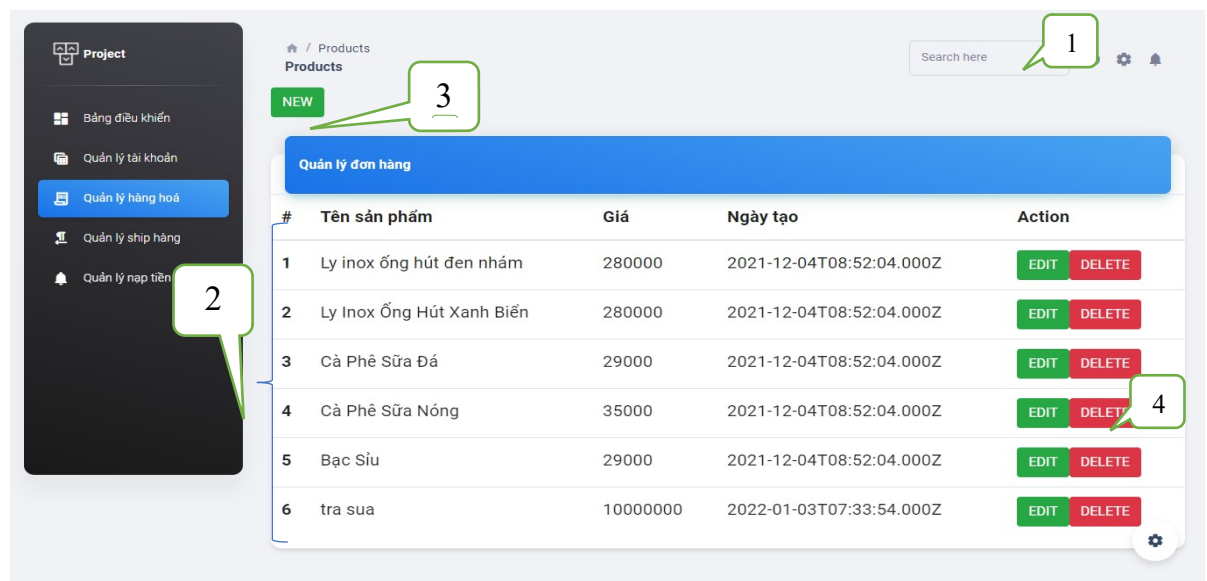 Project
Bảng điều khiển
Quản lý tài khoản
Quản lý hàng hoá
Quản lý ship hàng
Quản lý nạp tiền
/ Products
Products
Search here
1
NEW
3
2
4
Quản lý đơn hàng
# Tên sản phẩm Giá Ngày tạo Action
1 Ly inox ống hút đen nhám 280000 2021-12-04T08:52:04.000Z EDIT DELETE
2 Ly Inox Ống Hút Xanh Biển 280000 2021-12-04T08:52:04.000Z EDIT DELETE
3 Cà Phê Sữa Đá 29000 2021-12-04T08:52:04.000Z EDIT DELETE
4 Cà Phê Sữa Nóng 35000 2021-12-04T08:52:04.000Z EDIT DELETE
5 Bạc Sỉu 29000 2021-12-04T08:52:04.000Z EDIT DELETE
6 tra sua 10000000 2022-01-03T07:33:54.000Z EDIT DELETE